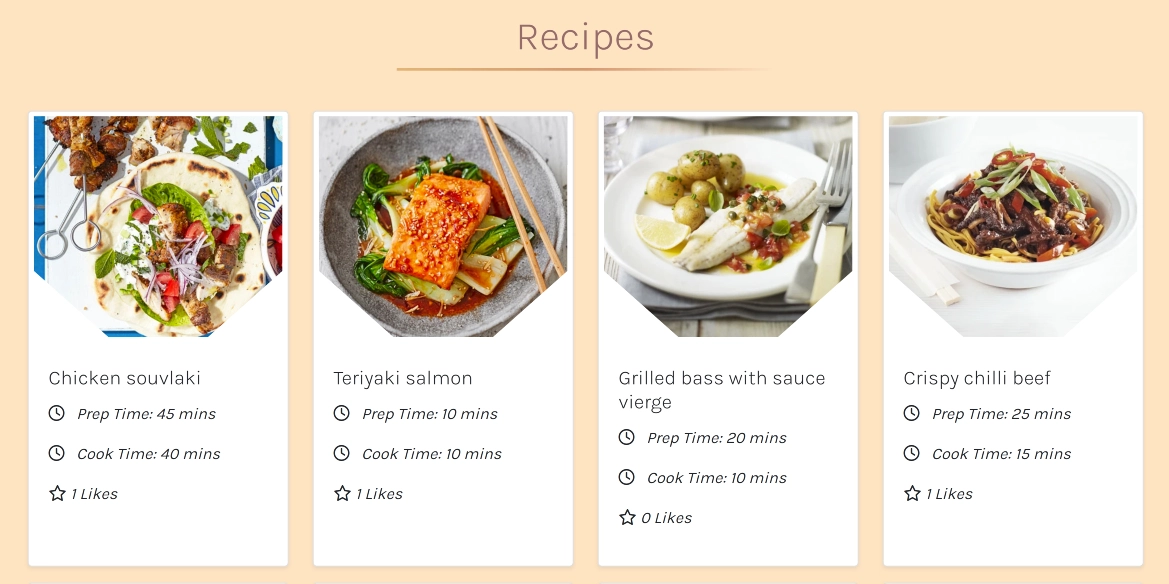 Recipes
Chicken souvlaki
Prep Time: 45 mins
Cook Time: 40 mins
1 Likes
Teriyaki salmon
Prep Time: 10 mins
Cook Time: 10 mins
1 Likes
Grilled bass with sauce
vierge
Prep Time: 20 mins
Cook Time: 10 mins
0 Likes
Crispy chilli beef
Prep Time: 25 mins
Cook Time: 15 mins
1 Likes